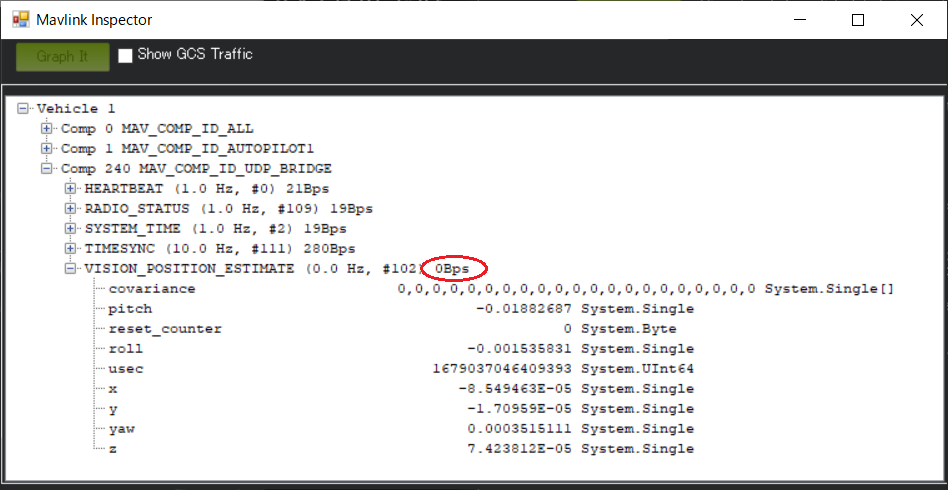 Mavlink Inspector
Graph It Show GCS Traffic
Vehicle 1
Comp 0 MAV_COMP_ID_ALL
Comp 1 MAV_COMP_ID_AUTOPILOT1
Comp 240 MAV_COMP_ID_UDP_BRIDGE
HEARTBEAT (1.0 Hz, #0) 21Bps
RADIO_STATUS (1.0 Hz, #109) 19Bps
SYSTEM_TIME (1.0 Hz, #2) 19Bps
TIMESYNC (10.0 Hz, #111) 280Bps
VISION_POSITION_ESTIMATE (0.0 Hz, #102) 0Bps
covariance 0,0,0,0,0,0,0,0,0,0,0,0,0,0,0,0,0,0,0,0,0 System.Single[]
pitch -0.01882687 System.Single
reset_counter 0 System.Byte
roll -0.001535831 System.Single
usec 1679037046409393 System.UInt64
x -8.549463E-05 System.Single
y -1.70959E-05 System.Single
yaw 0.0003515111 System.Single
z 7.423812E-05 System.Single